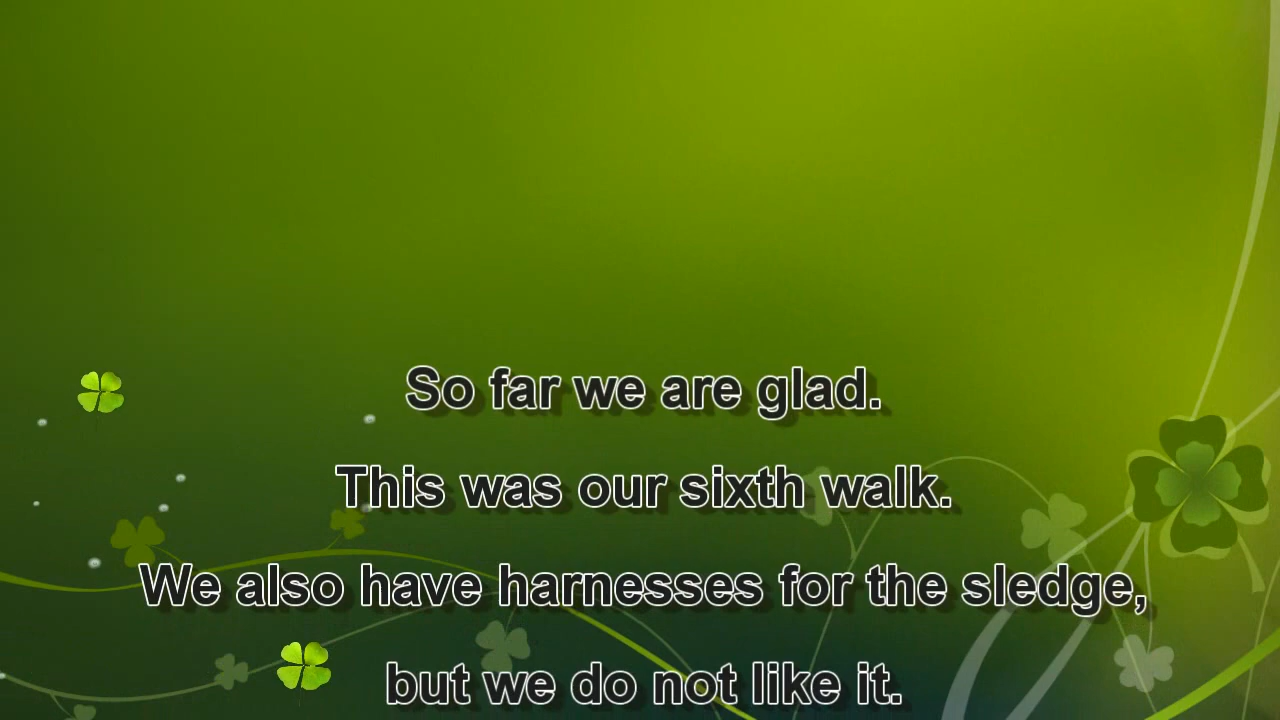 So far we are glad.
This was our sixth walk.
We also have harnesses for the sledge,
but we do not like it.